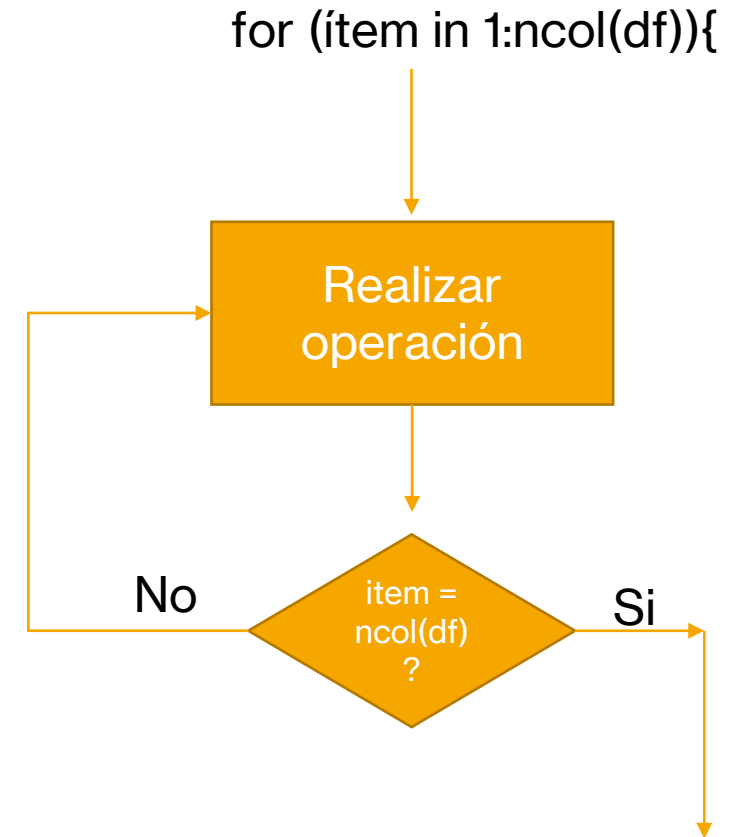 for (ítem in 1:ncol(df)){
Realizar
operación
No
item =
ncol(df)
?
Si